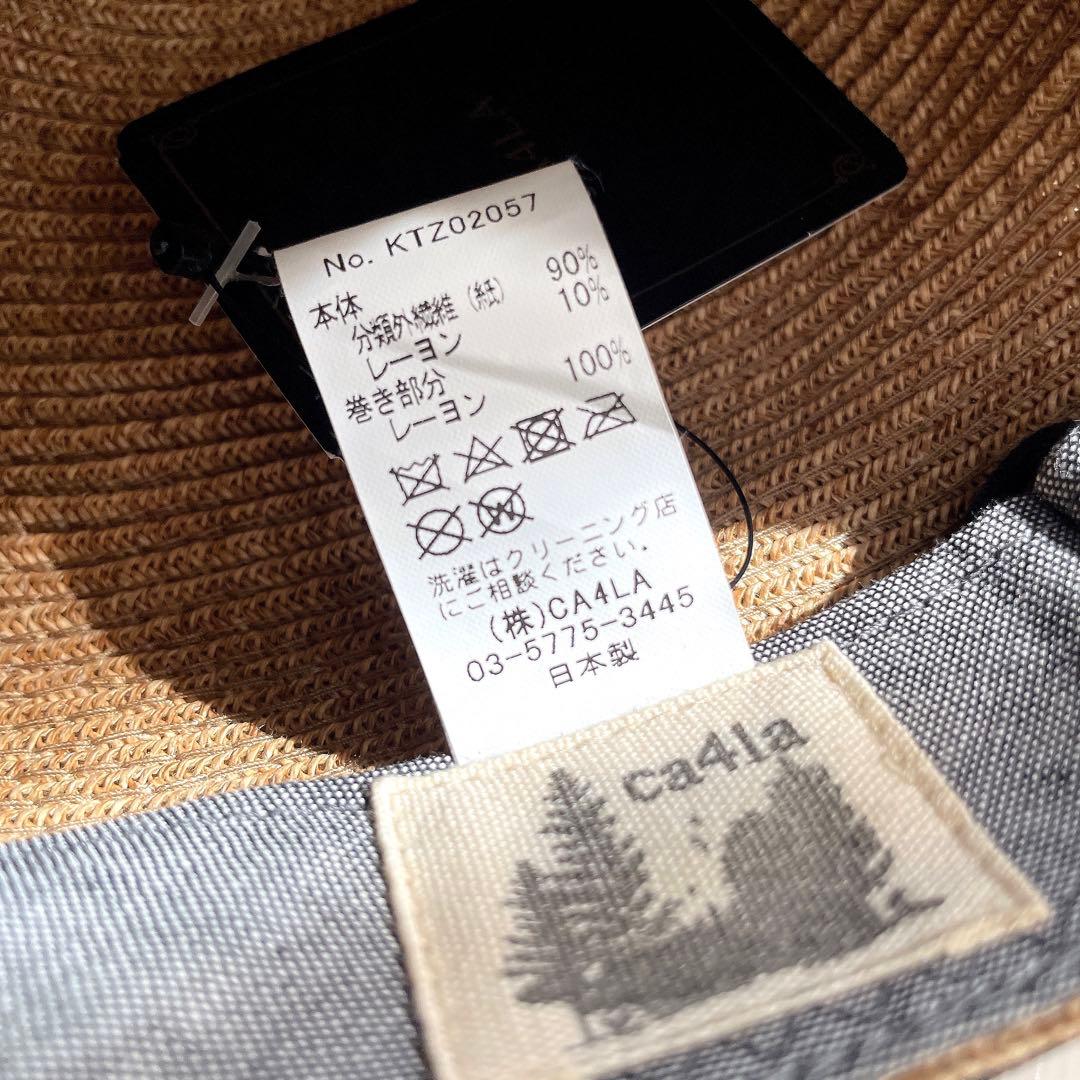 4LA
No. KTZ02057
本体
分類外繊維(紙) 90%
レーヨン 10%
巻き部分
レーヨン 100%
W
洗濯はクリーニング店
にご相談ください.
(株)CA4LA
03-5775-3445
日本製
ca4la